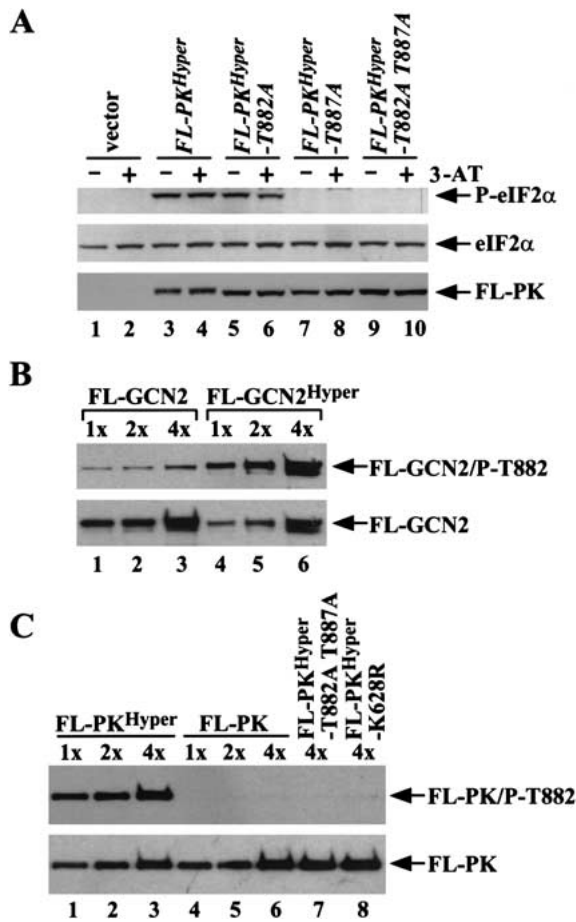 A
vector
FL-PKHyper
FL-PKHyper
-T882A
FL-PKHyper
-T887A
FL-PKHyper
-T882A T887A
− + − + − + − + − + 3-AT
P-eIF2α
eIF2α
FL-PK
1 2 3 4 5 6 7 8 9 10
B
FL-GCN2 FL-GCN2Hyper
1x 2x 4x 1x 2x 4x
FL-GCN2/P-T882
FL-GCN2
1 2 3 4 5 6
C
FL-PKHyper
-T882A T887A
FL-PKHyper
-K628R
FL-PKHyper FL-PK
1x 2x 4x 1x 2x 4x 4x 4x
FL-PK/P-T882
FL-PK
1 2 3 4 5 6 7 8